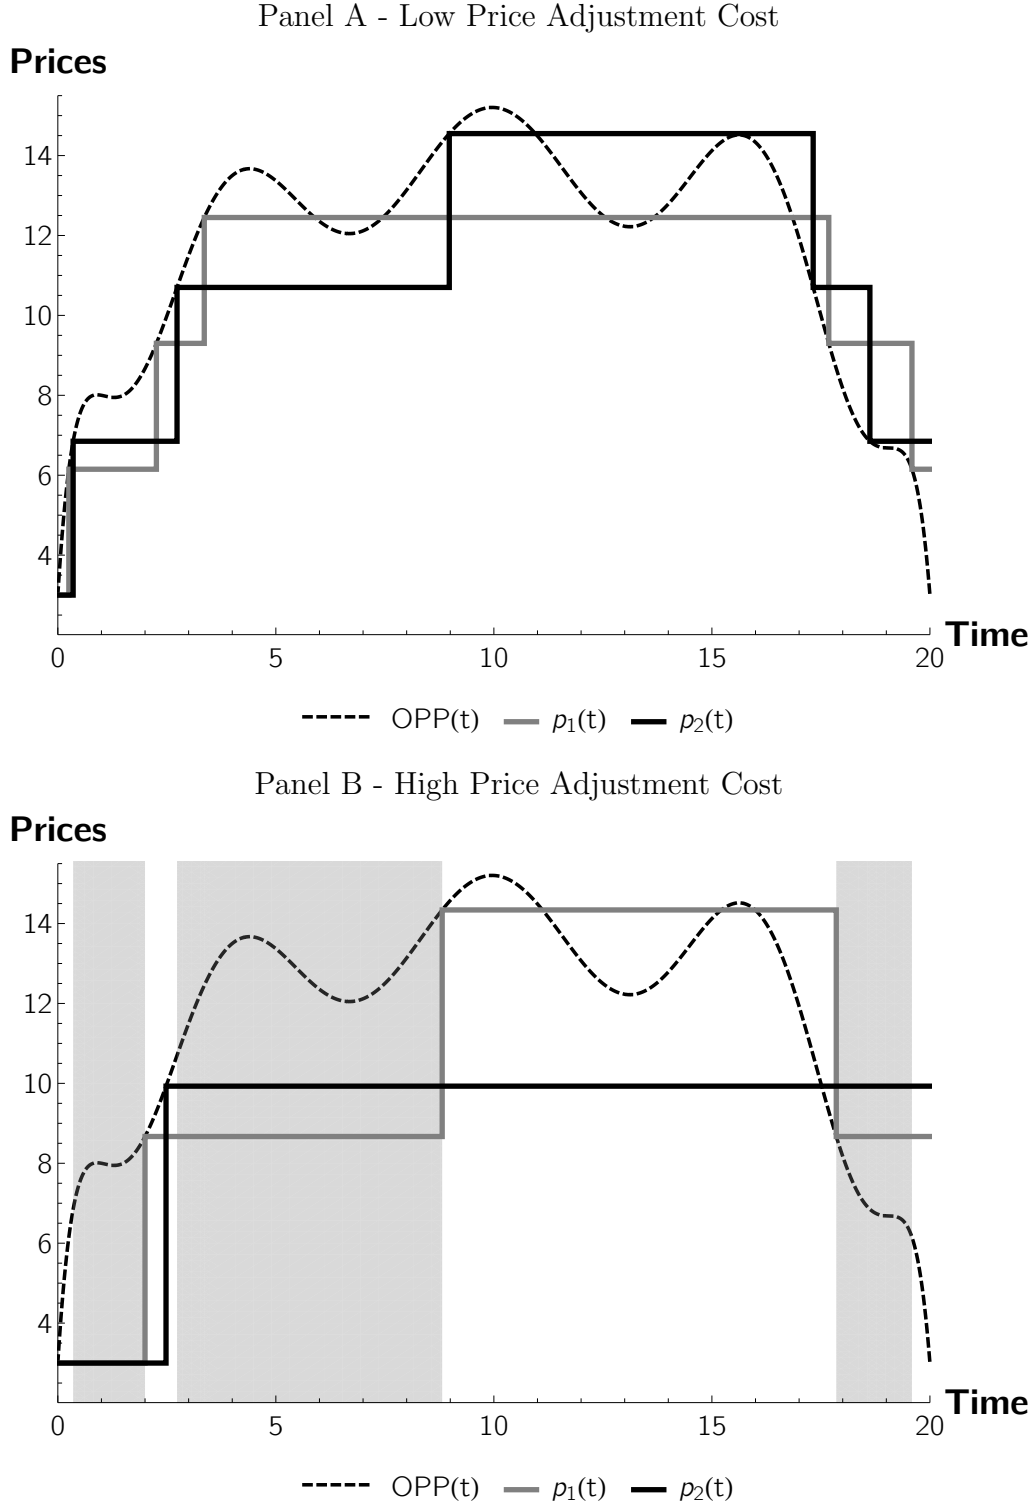 Panel A - Low Price Adjustment Cost
Prices
14
12
10
8
6
4
0 5 10 15 20 Time
OPP(t) p₁(t) p₂(t)
Panel B - High Price Adjustment Cost
Prices
14
12
10
8
6
4
0 5 10 15 20 Time
OPP(t) p₁(t) p₂(t)